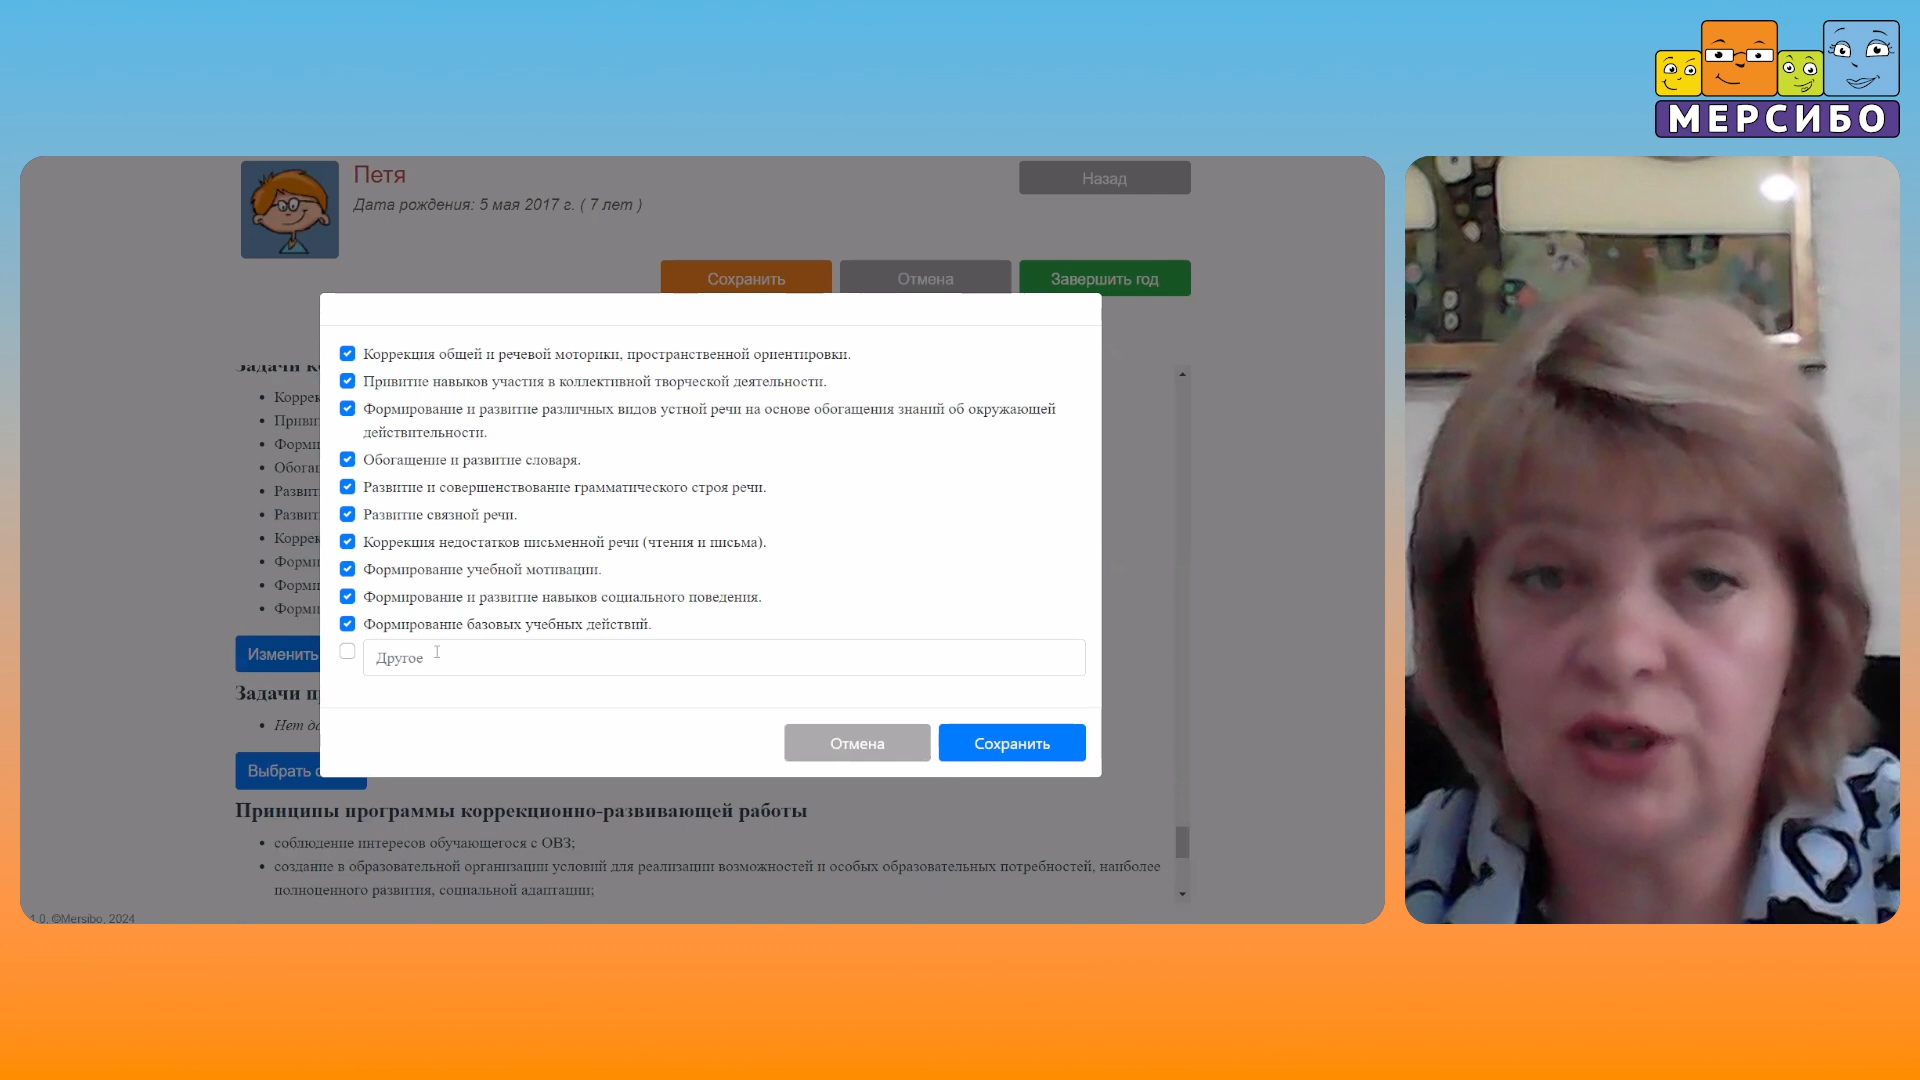 МЕРСИБО
Петя
Дата рождения: 5 мая 2017 г. ( 7 лет )
Назад
Сохранить
Отмена
Завершить год
Коррекция общей и речевой моторики, пространственной ориентировки.
Привитие навыков участия в коллективной творческой деятельности.
Формирование и развитие различных видов устной речи на основе обогащения знаний об окружающей
действительности.
Обогащение и развитие словаря.
Развитие и совершенствование грамматического строя речи.
Развитие связной речи.
Коррекция недостатков письменной речи (чтения и письма).
Формирование учебной мотивации.
Формирование и развитие навыков социального поведения.
Формирование базовых учебных действий.
Другое
Отмена
Сохранить
Задачи
Изменить
Задачи
Нет
Выбрать
Принципы программы коррекционно-развивающей работы
соблюдение интересов обучающегося с ОВЗ;
создание в образовательной организации условий для реализации возможностей и особых образовательных потребностей, наиболее
полноценного развития, социальной адаптации;
1.0, ©Mersibo, 2024